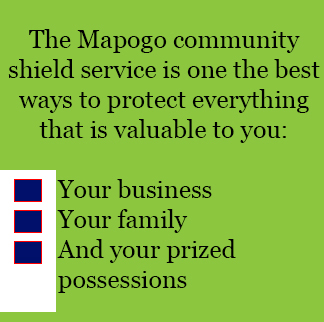 The Mapogo community
shield service is one the best
ways to protect everything
that is valuable to you:
Your business
Your family
And your prized
possessions